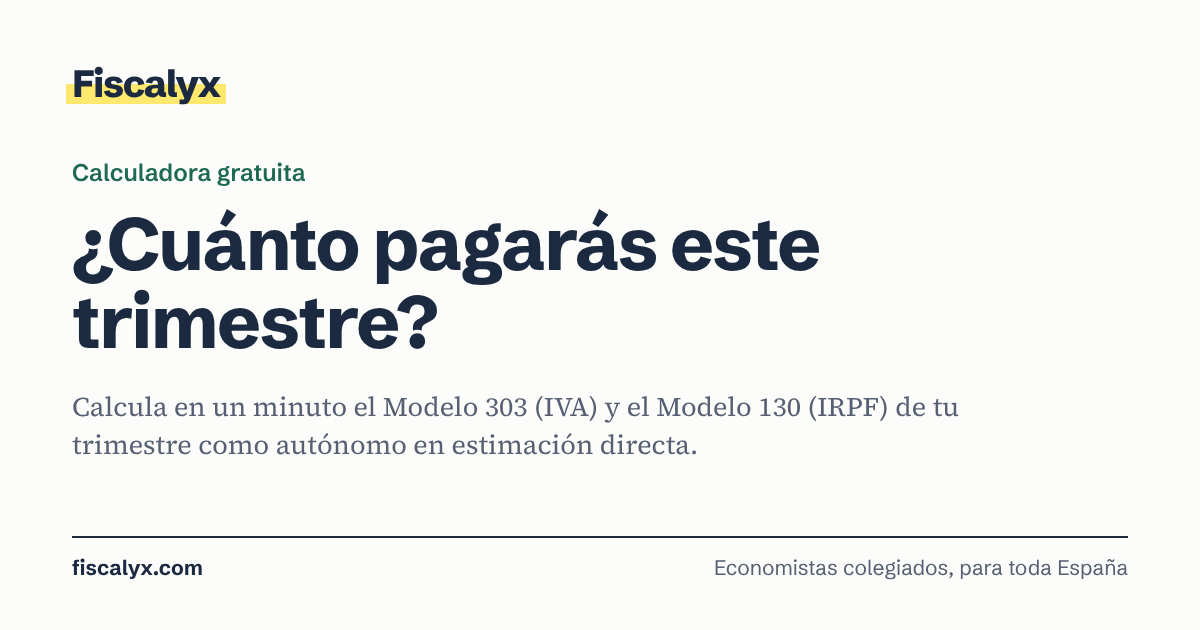 Fiscalyx
Calculadora gratuita
¿Cuánto pagarás este
trimestre?
Calcula en un minuto el Modelo 303 (IVA) y el Modelo 130 (IRPF) de tu
trimestre como autónomo en estimación directa.
fiscalyx.com
Economistas colegiados, para toda España